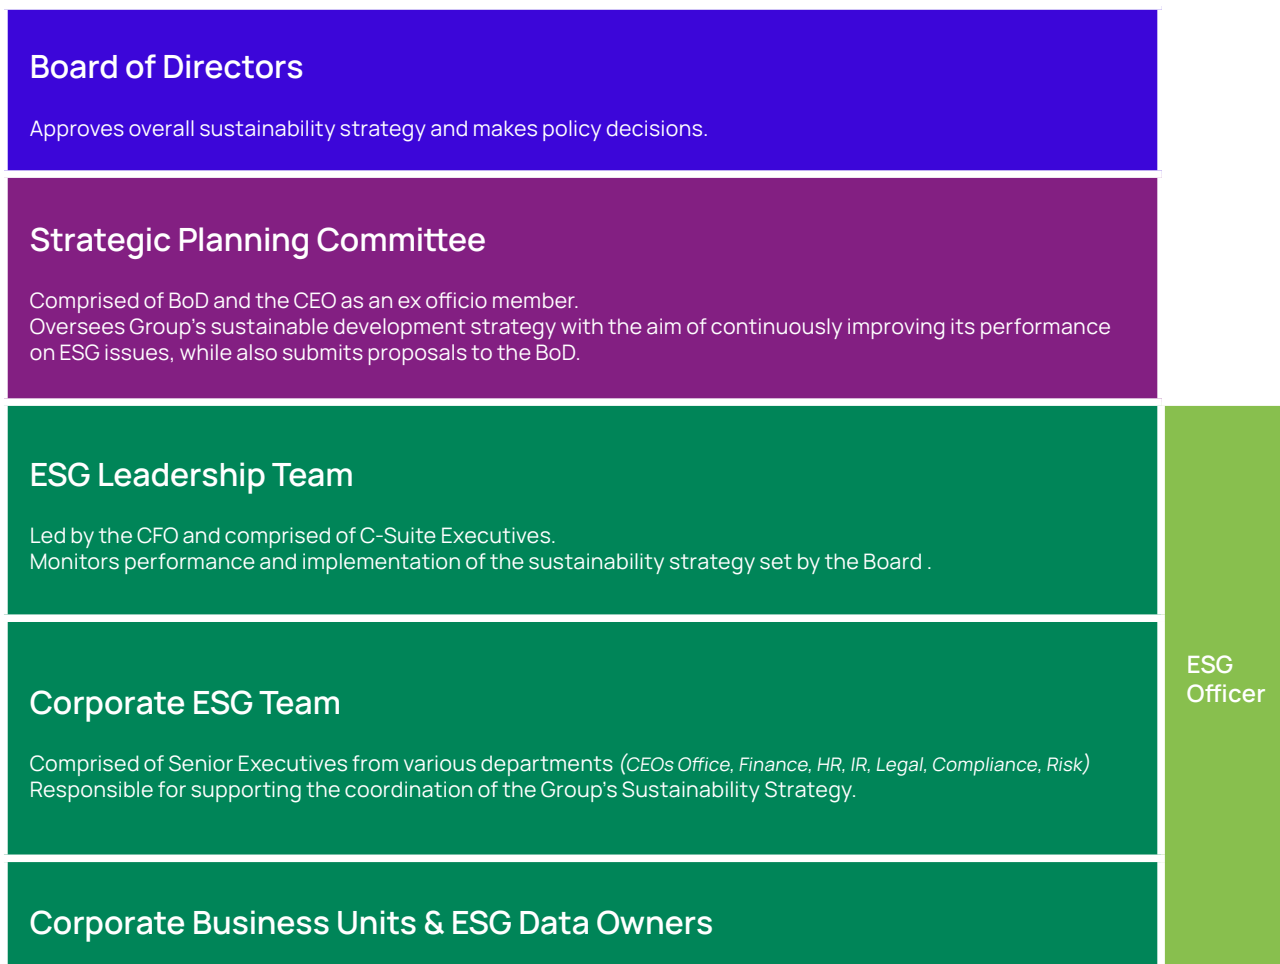 Board of Directors
Approves overall sustainability strategy and makes policy decisions.
Strategic Planning Committee
Comprised of BoD and the CEO as an ex officio member.
Oversees Group's sustainable development strategy with the aim of continuously improving its performance
on ESG issues, while also submits proposals to the BoD.
ESG Leadership Team
Led by the CFO and comprised of C-Suite Executives.
Monitors performance and implementation of the sustainability strategy set by the Board .
Corporate ESG Team
Comprised of Senior Executives from various departments (CEOs Office, Finance, HR, IR, Legal, Compliance, Risk)
Responsible for supporting the coordination of the Group's Sustainability Strategy.
Corporate Business Units & ESG Data Owners
ESG
Officer